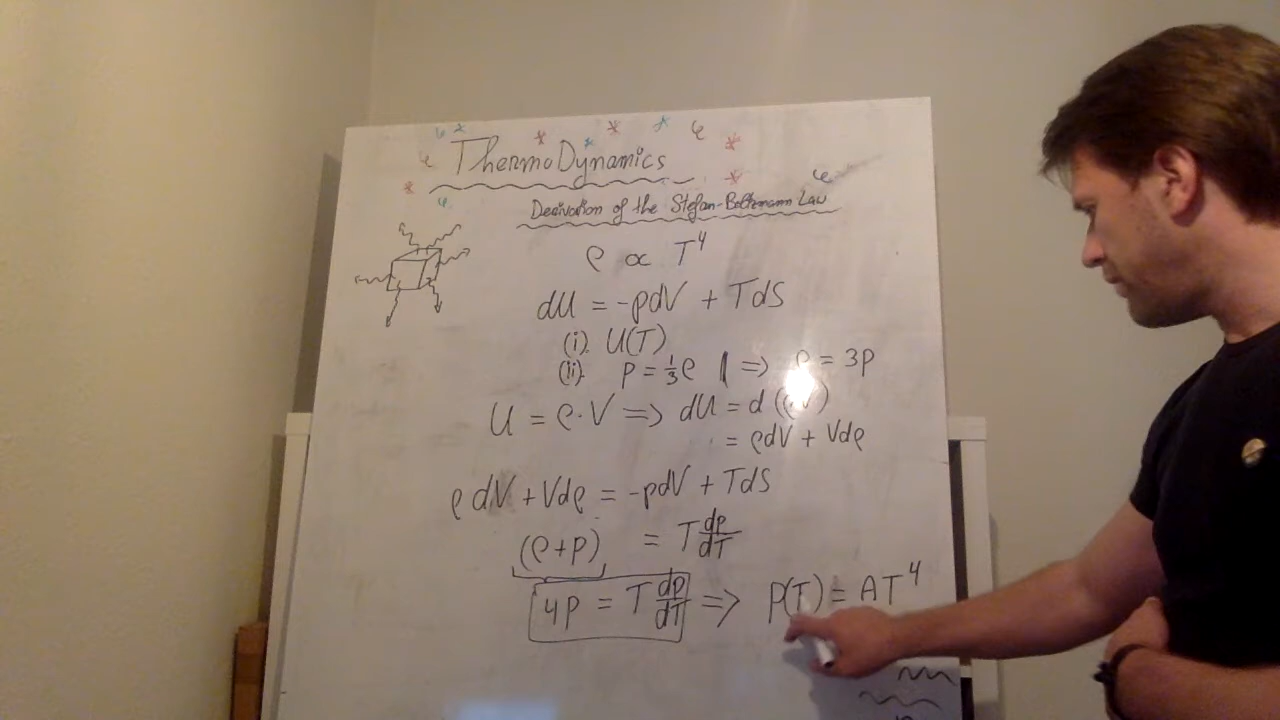 ThermoDynamics
Derivation of the Stefan-Boltzmann Law
ρ ∝ T⁴
dU = -pdV + TdS
(i). U(T)
(ii). p = 1/3 ρ | ⟹ ρ = 3p
U = ρ·V ⟹ dU = d(ρV)
= ρdV + Vdρ
ρdV + Vdρ = -pdV + TdS
(ρ+p) = T dp/dT
4p = T dp/dT ⟹ p(T) = AT⁴